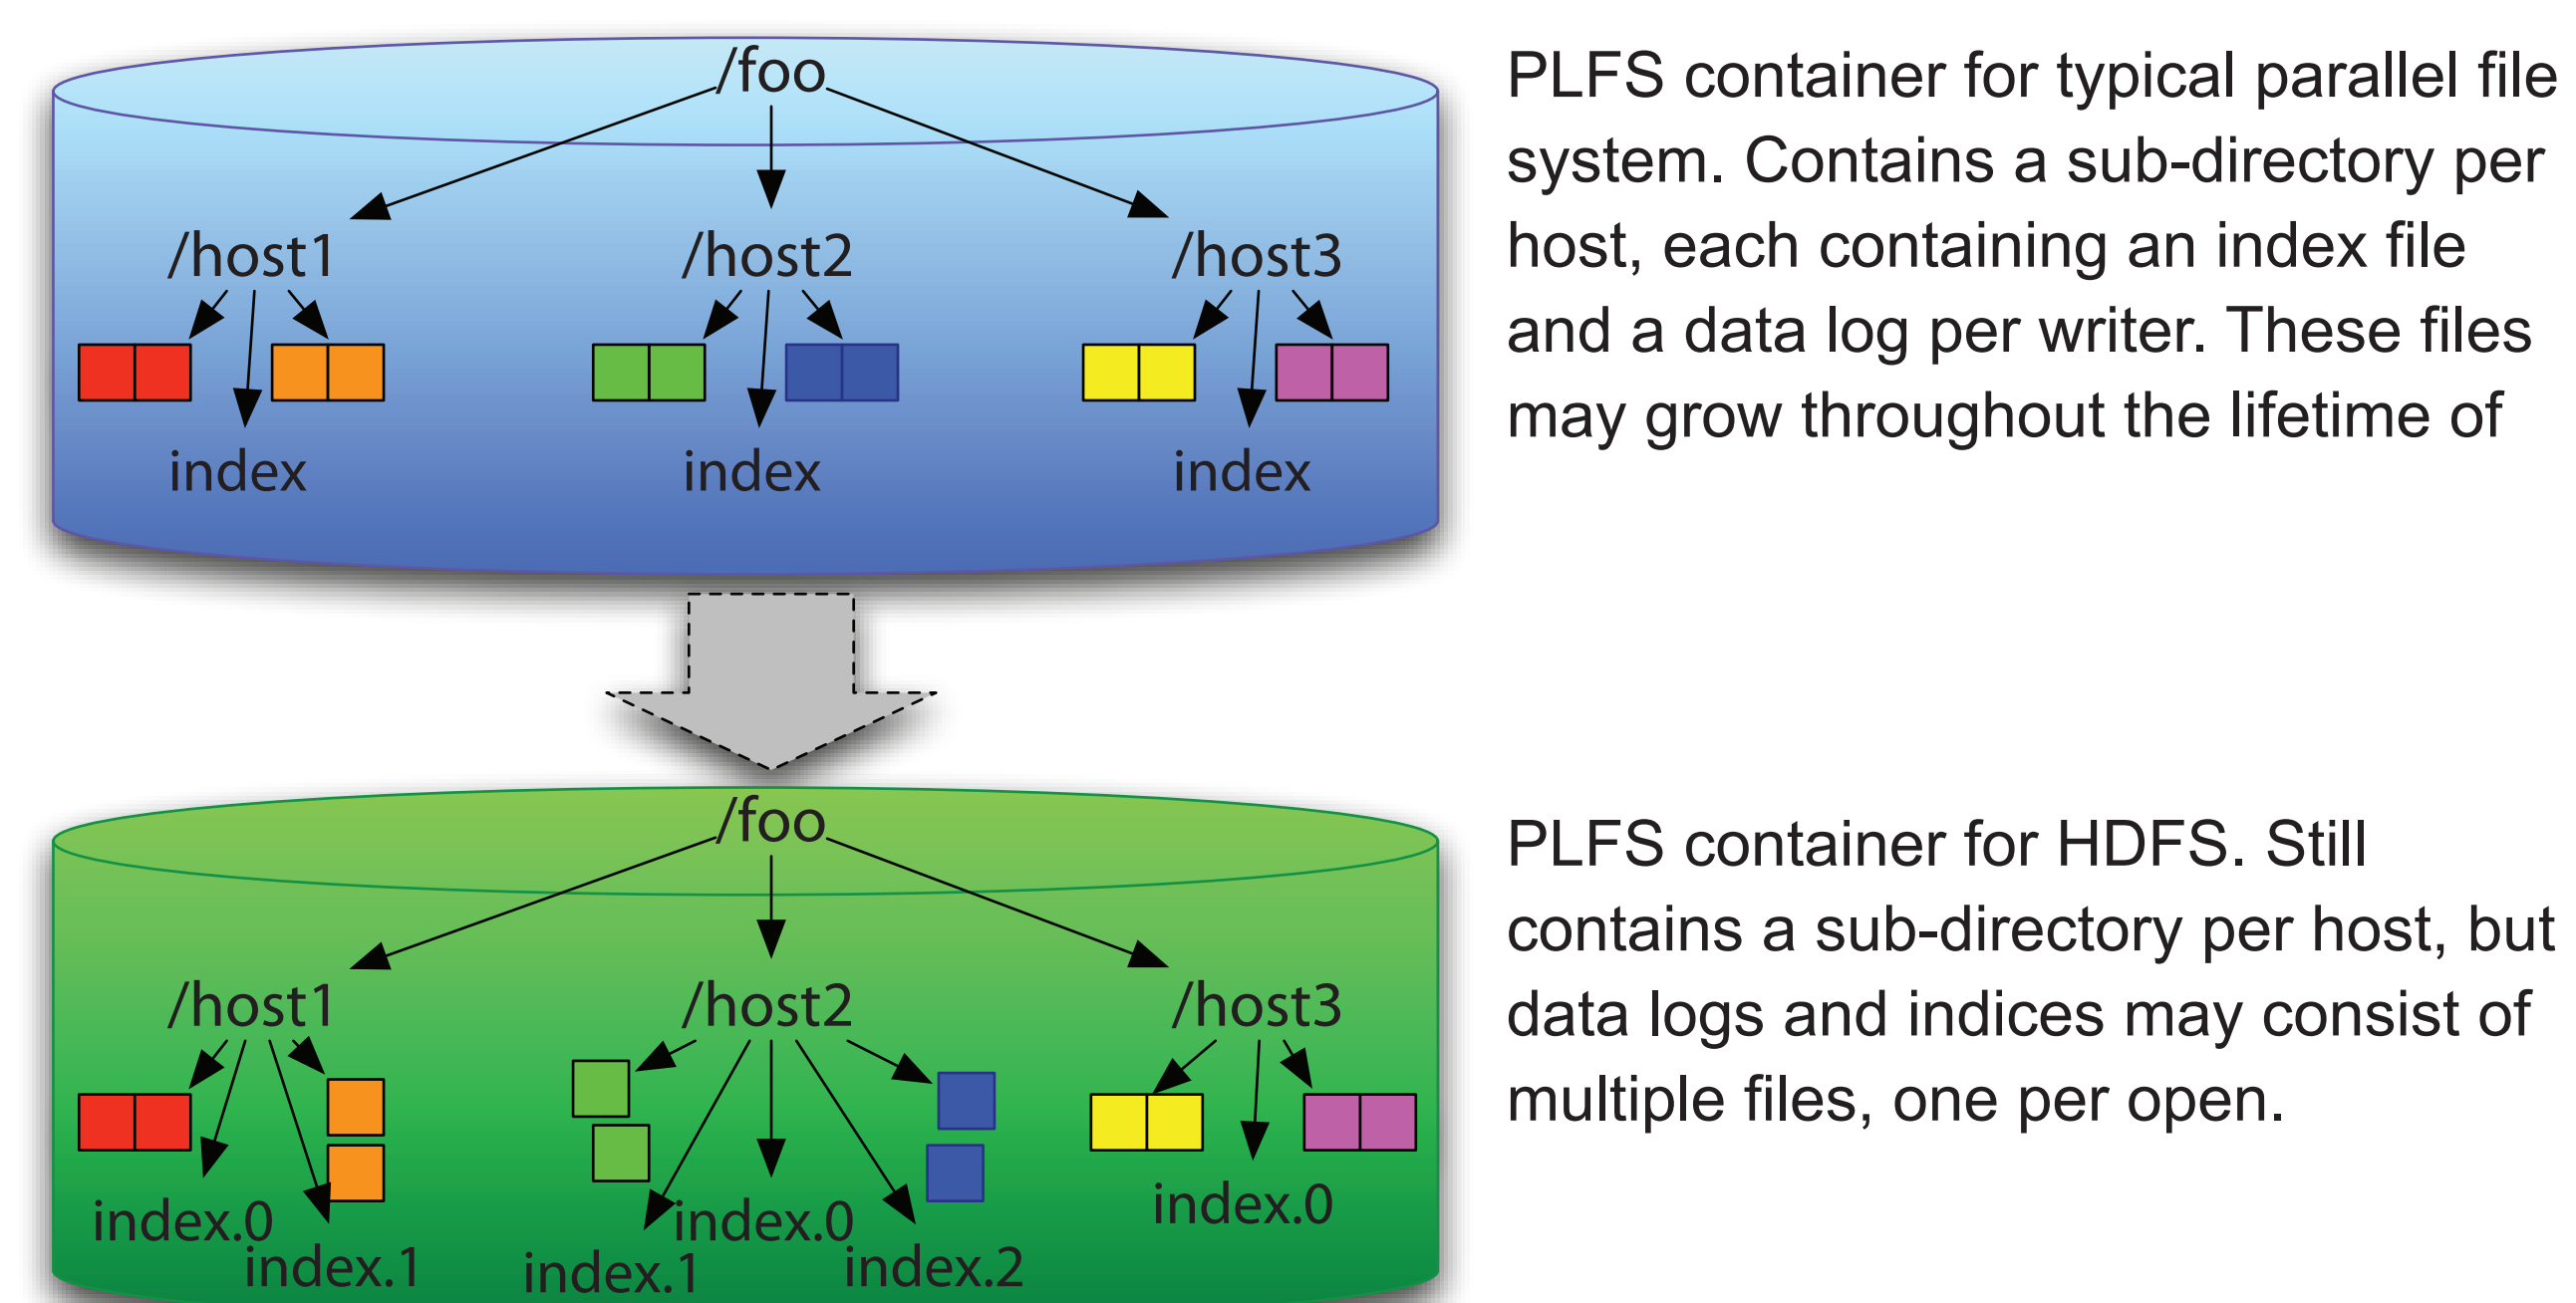 /foo
/host1 /host2 /host3
index index index
PLFS container for typical parallel file
system. Contains a sub-directory per
host, each containing an index file
and a data log per writer. These files
may grow throughout the lifetime of
/foo
/host1 /host2 /host3
index.0 index.1 index.1 index.0 index.2 index.0
PLFS container for HDFS. Still
contains a sub-directory per host, but
data logs and indices may consist of
multiple files, one per open.